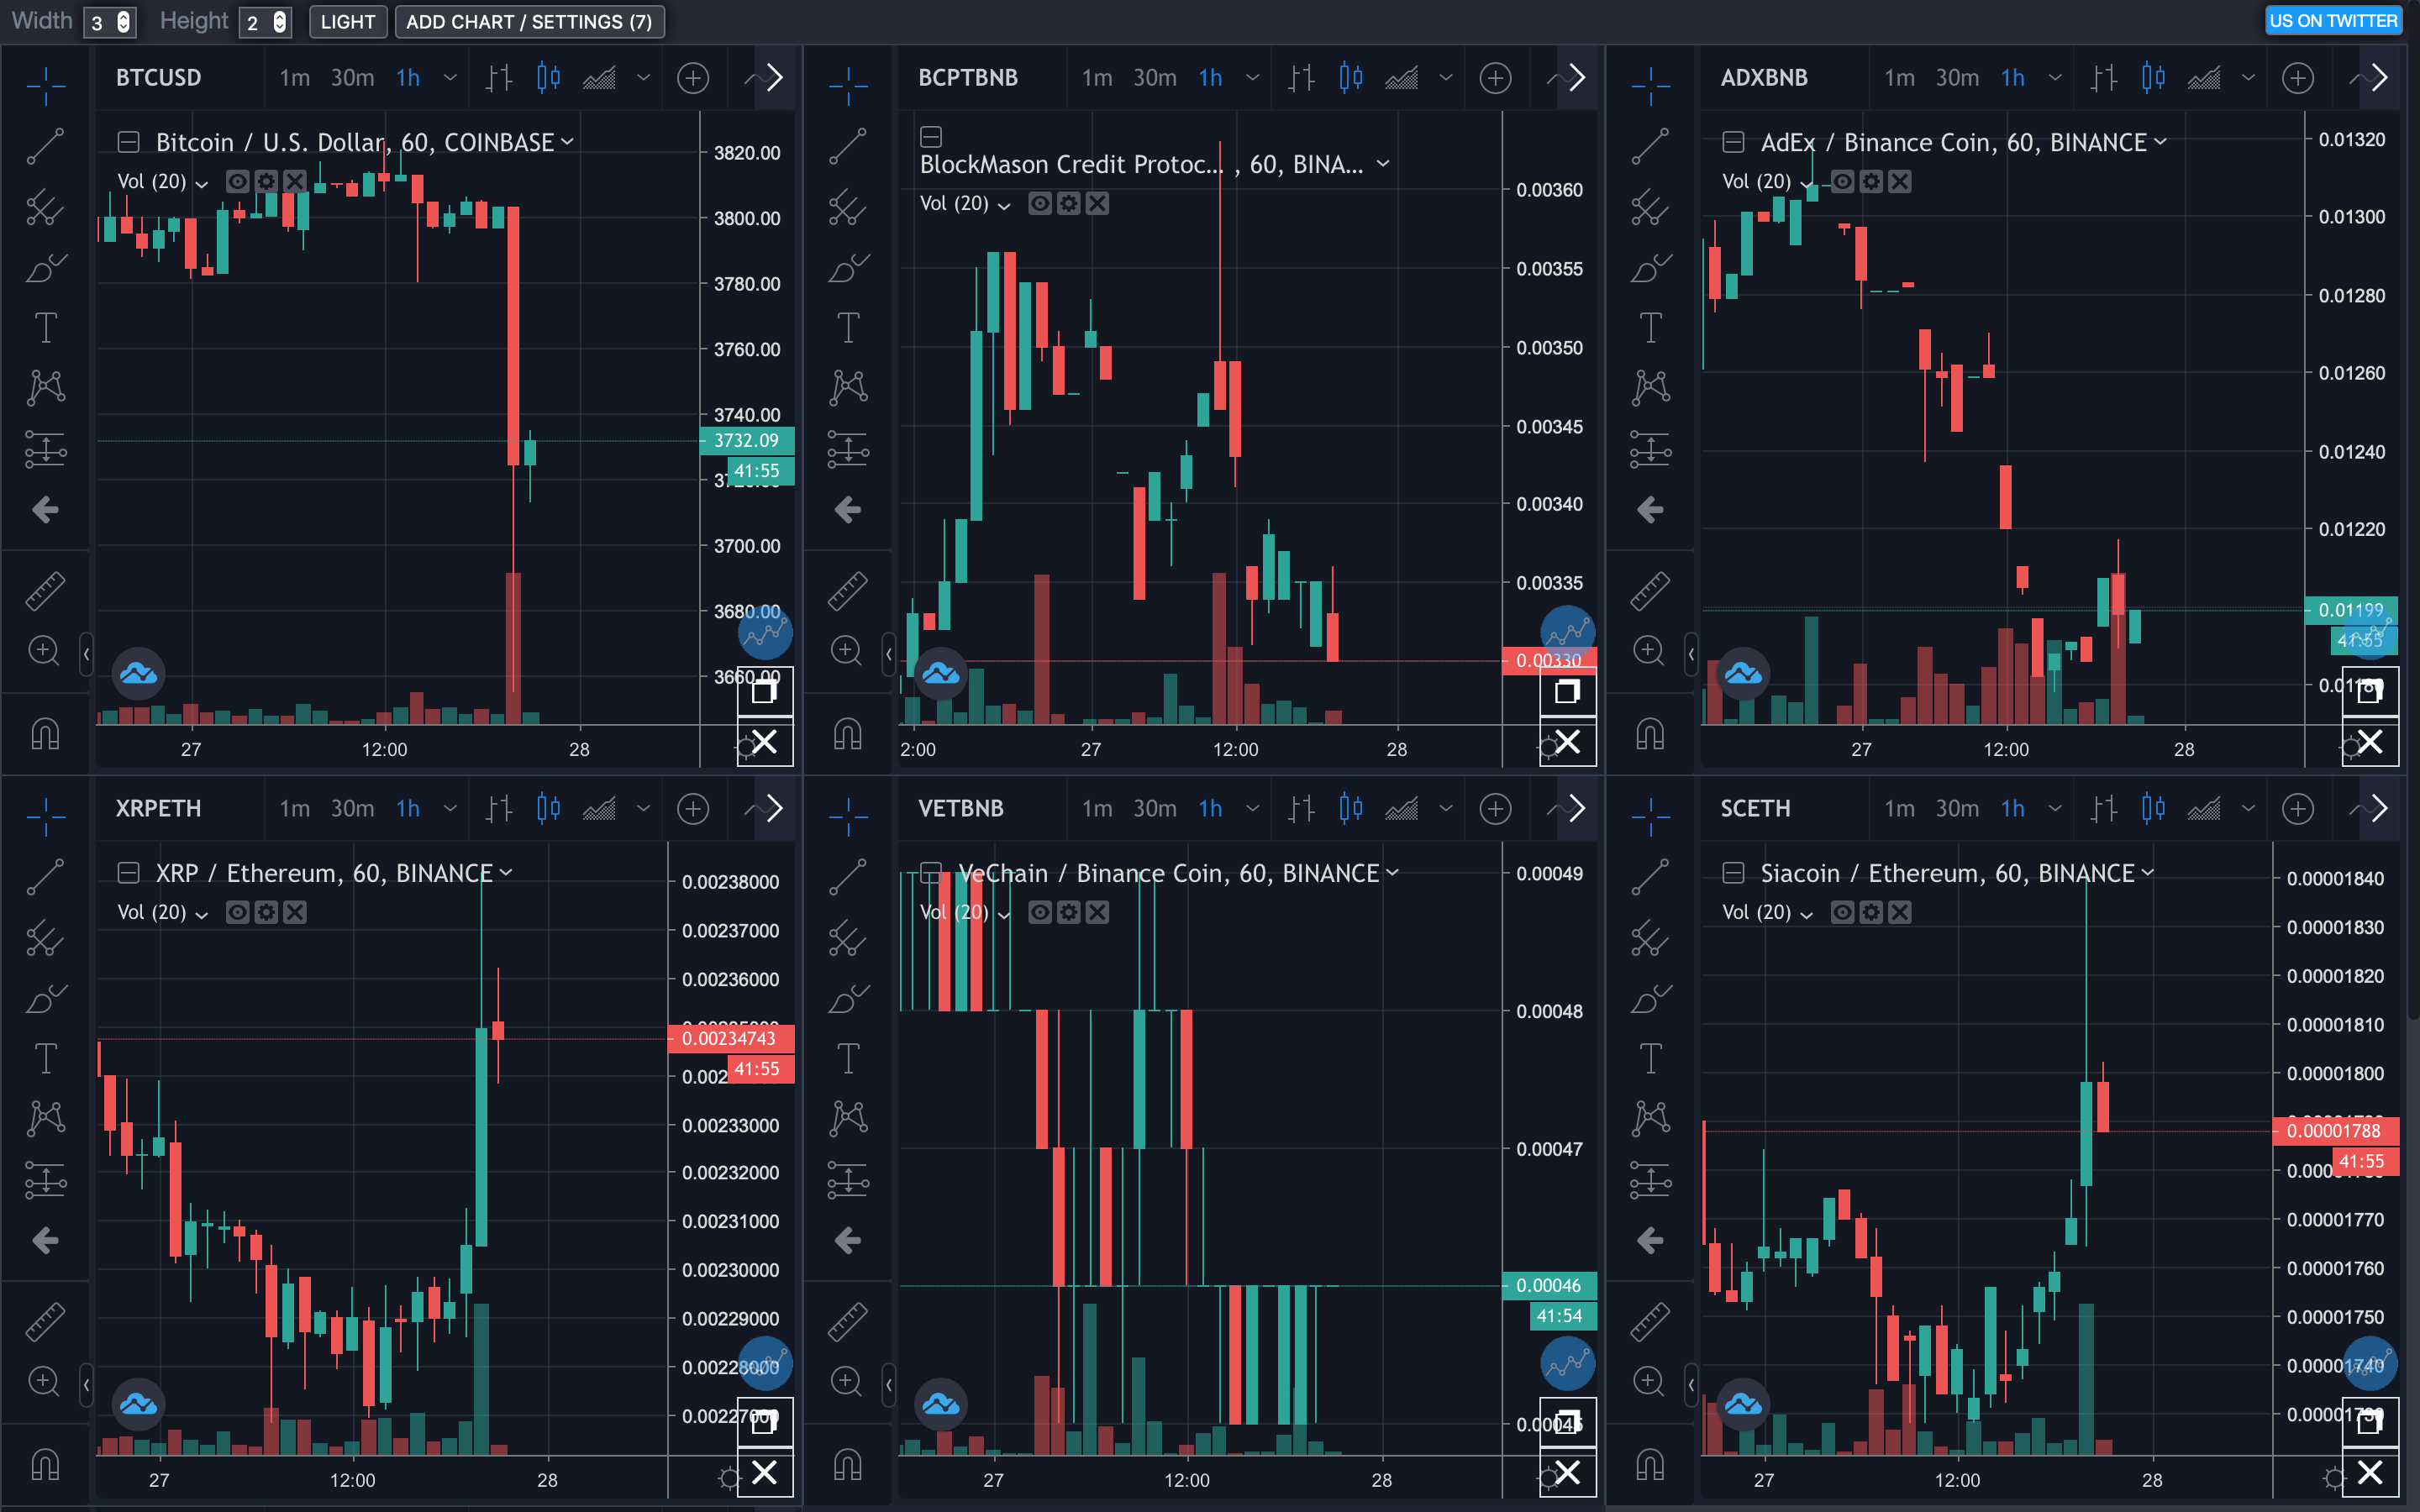 Width 3 Height 2 LIGHT ADD CHART / SETTINGS (7) US ON TWITTER
BTCUSD 1m 30m 1h
Bitcoin / U.S. Dollar, 60, COINBASE
Vol (20)
3820.00
3800.00
3780.00
3760.00
3740.00
3732.09
41:55
3700.00
3680.00
3660.00
27 12:00 28
BCPTBNB 1m 30m 1h
BlockMason Credit Protoc... , 60, BINA...
Vol (20)
0.00360
0.00355
0.00350
0.00345
0.00340
0.00335
0.00330
2:00 27 12:00 28
ADXBNB 1m 30m 1h
AdEx / Binance Coin, 60, BINANCE
Vol (20)
0.01320
0.01300
0.01280
0.01260
0.01240
0.01220
0.01199
41:55
0.01180
27 12:00 28
XRPETH 1m 30m 1h
XRP / Ethereum, 60, BINANCE
Vol (20)
0.00238000
0.00237000
0.00236000
0.00234743
41:55
0.00233000
0.00232000
0.00231000
0.00230000
0.00229000
0.00228000
0.00227000
27 12:00 28
VETBNB 1m 30m 1h
VeChain / Binance Coin, 60, BINANCE
Vol (20)
0.00049
0.00048
0.00047
0.00046
41:54
0.00045
27 12:00 28
SCETH 1m 30m 1h
Siacoin / Ethereum, 60, BINANCE
Vol (20)
0.00001840
0.00001830
0.00001820
0.00001810
0.00001800
0.00001788
41:55
0.00001770
0.00001760
0.00001750
0.00001740
0.00001730
27 12:00 28